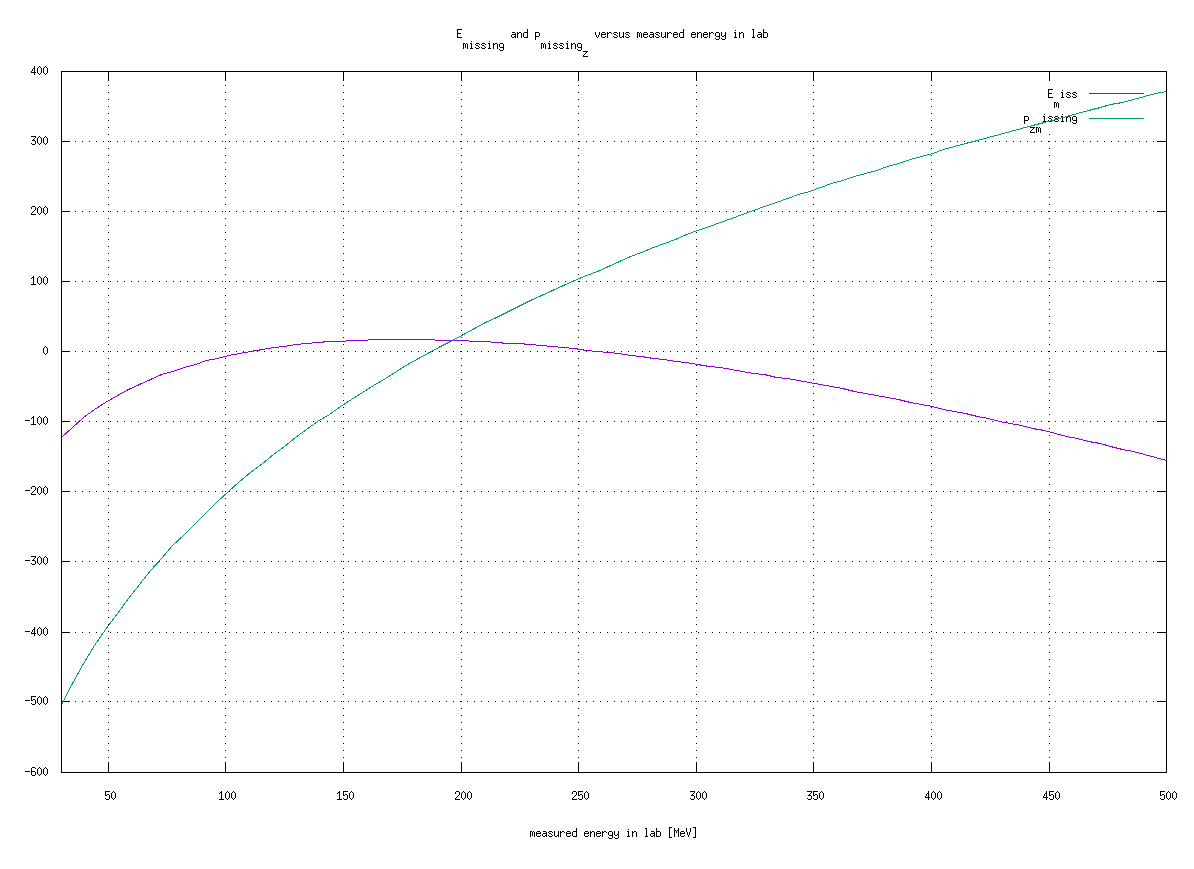 E missing and p missing z versus measured energy in lab
400
300
200
100
0
-100
-200
-300
-400
-500
-600
50 100 150 200 250 300 350 400 450 500
E m iss
p zm issing
measured energy in lab [MeV]